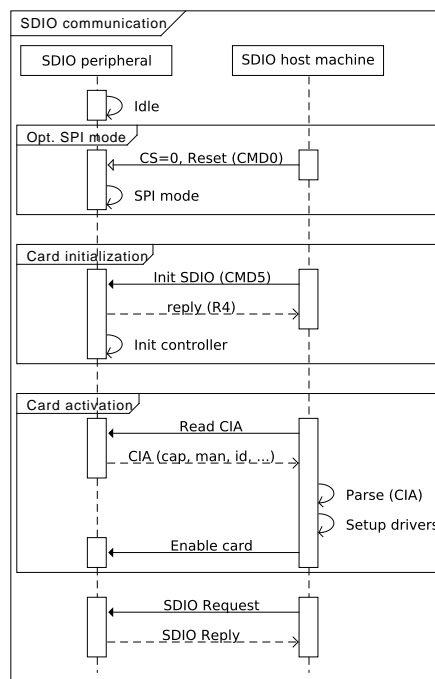 SDIO communication
SDIO peripheral
SDIO host machine
Idle
Opt. SPI mode
CS=0, Reset (CMD0)
SPI mode
Card initialization
Init SDIO (CMD5)
reply (R4)
Init controller
Card activation
Read CIA
CIA (cap, man, id, ...)
Parse (CIA)
Setup drivers
Enable card
SDIO Request
SDIO Reply